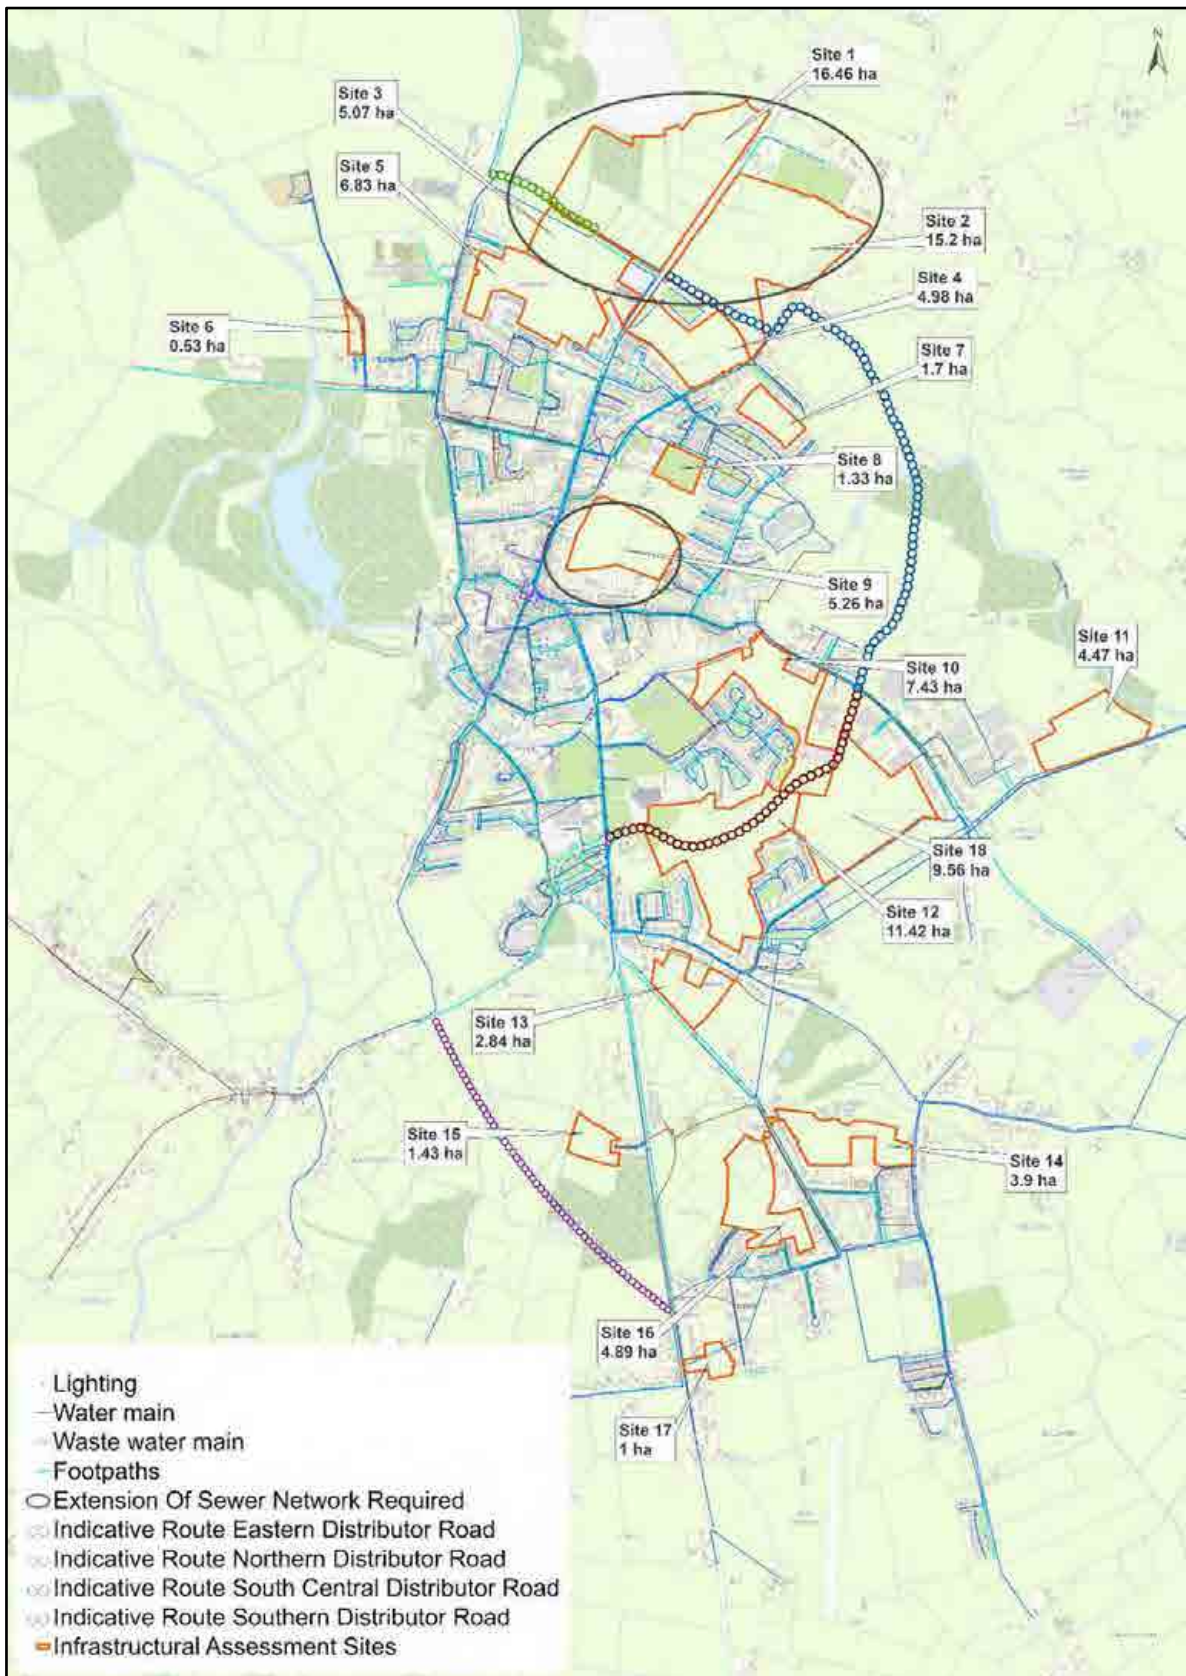 N
Site 1
16.46 ha
Site 3
5.07 ha
Site 5
6.83 ha
Site 2
15.2 ha
Site 4
4.98 ha
Site 6
0.53 ha
Site 7
1.7 ha
Site 8
1.33 ha
Site 9
5.26 ha
Site 11
4.47 ha
Site 10
7.43 ha
Site 18
9.56 ha
Site 12
11.42 ha
Site 13
2.84 ha
Site 15
1.43 ha
Site 14
3.9 ha
Site 16
4.89 ha
Site 17
1 ha
Lighting
Water main
Waste water main
Footpaths
Extension Of Sewer Network Required
Indicative Route Eastern Distributor Road
Indicative Route Northern Distributor Road
Indicative Route South Central Distributor Road
Indicative Route Southern Distributor Road
Infrastructural Assessment Sites